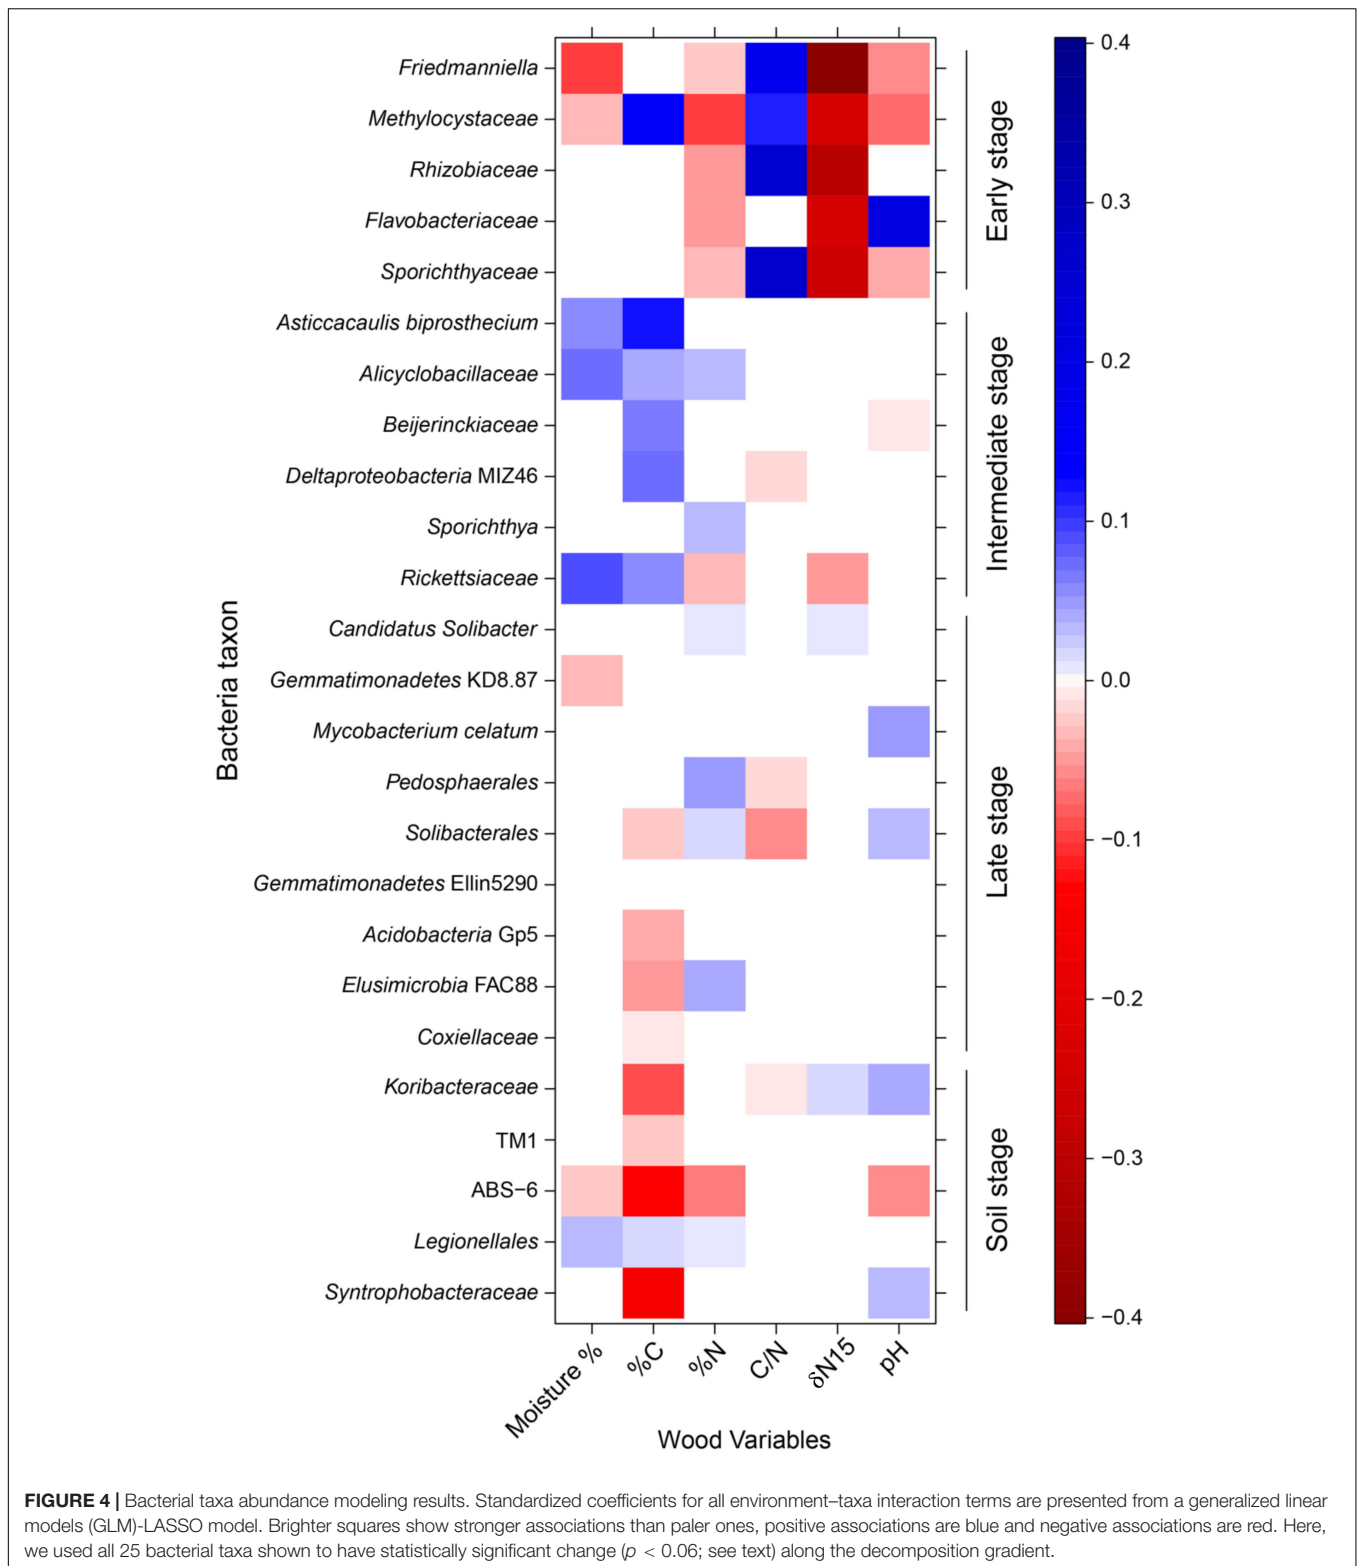 Friedmanniella
Methylocystaceae
Rhizobiaceae
Flavobacteriaceae
Sporichthyaceae
Asticcacaulis biprosthecium
Alicyclobacillaceae
Beijerinckiaceae
Deltaproteobacteria MIZ46
Sporichthya
Rickettsiaceae
Candidatus Solibacter
Gemmatimonadetes KD8.87
Mycobacterium celatum
Pedosphaerales
Solibacterales
Gemmatimonadetes Ellin5290
Acidobacteria Gp5
Elusimicrobia FAC88
Coxiellaceae
Koribacteraceae
TM1
ABS−6
Legionellales
Syntrophobacteraceae
Bacteria taxon
Moisture %
%C
%N
C/N
δN15
pH
Wood Variables
Early stage
Intermediate stage
Late stage
Soil stage
0.4
0.3
0.2
0.1
0.0
−0.1
−0.2
−0.3
−0.4
FIGURE 4 | Bacterial taxa abundance modeling results. Standardized coefficients for all environment–taxa interaction terms are presented from a generalized linear
models (GLM)-LASSO model. Brighter squares show stronger associations than paler ones, positive associations are blue and negative associations are red. Here,
we used all 25 bacterial taxa shown to have statistically significant change (p < 0.06; see text) along the decomposition gradient.